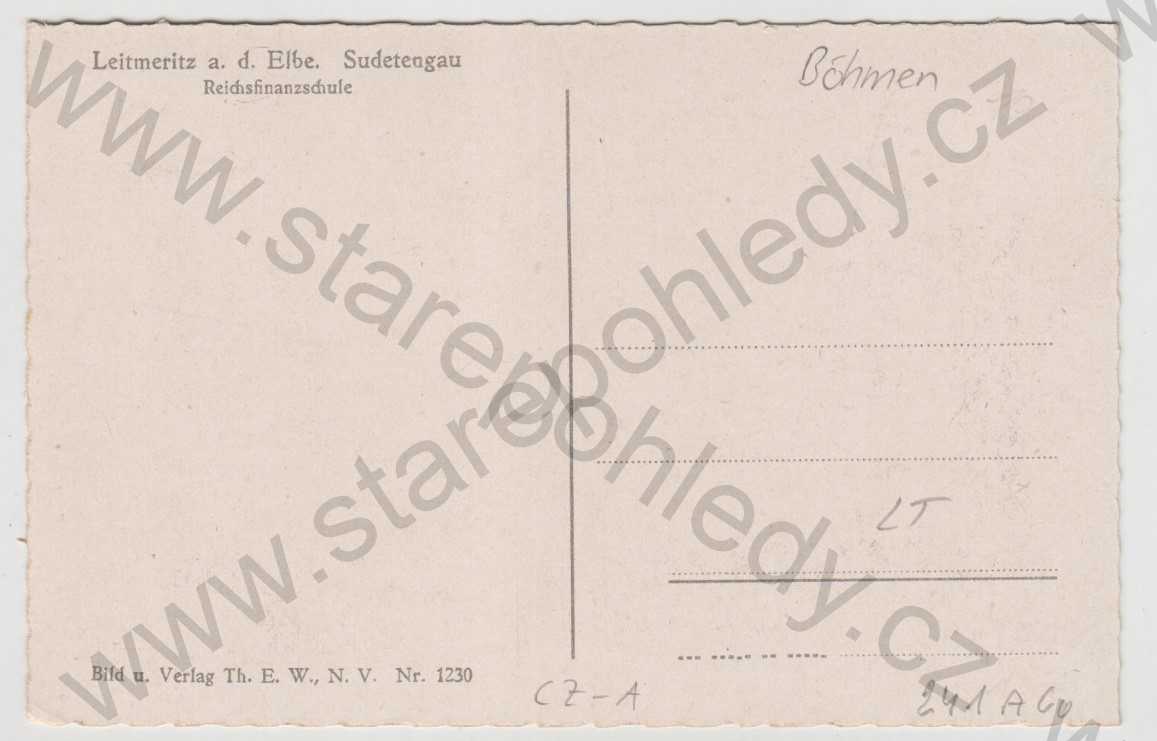 Leitmeritz a. d. Elbe. Sudetengau
Reichsfinanzschule
Böhmen
www.starepohledy.cz
www.starepohledy.cz
LT
Bild u. Verlag Th. E. W., N. V. Nr. 1230
CZ-A
241 A 60